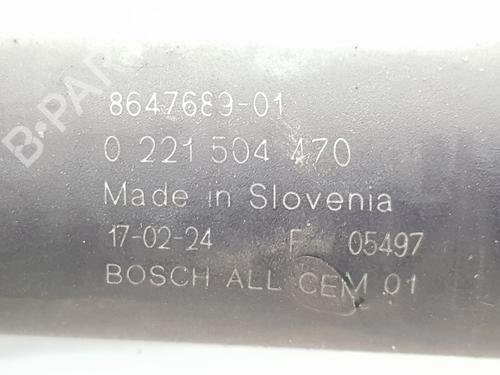 B-PARTS
8647689-01
0 221 504 470
Made in Slovenia
17-02-24 F 05497
BOSCH ALL CEM 01